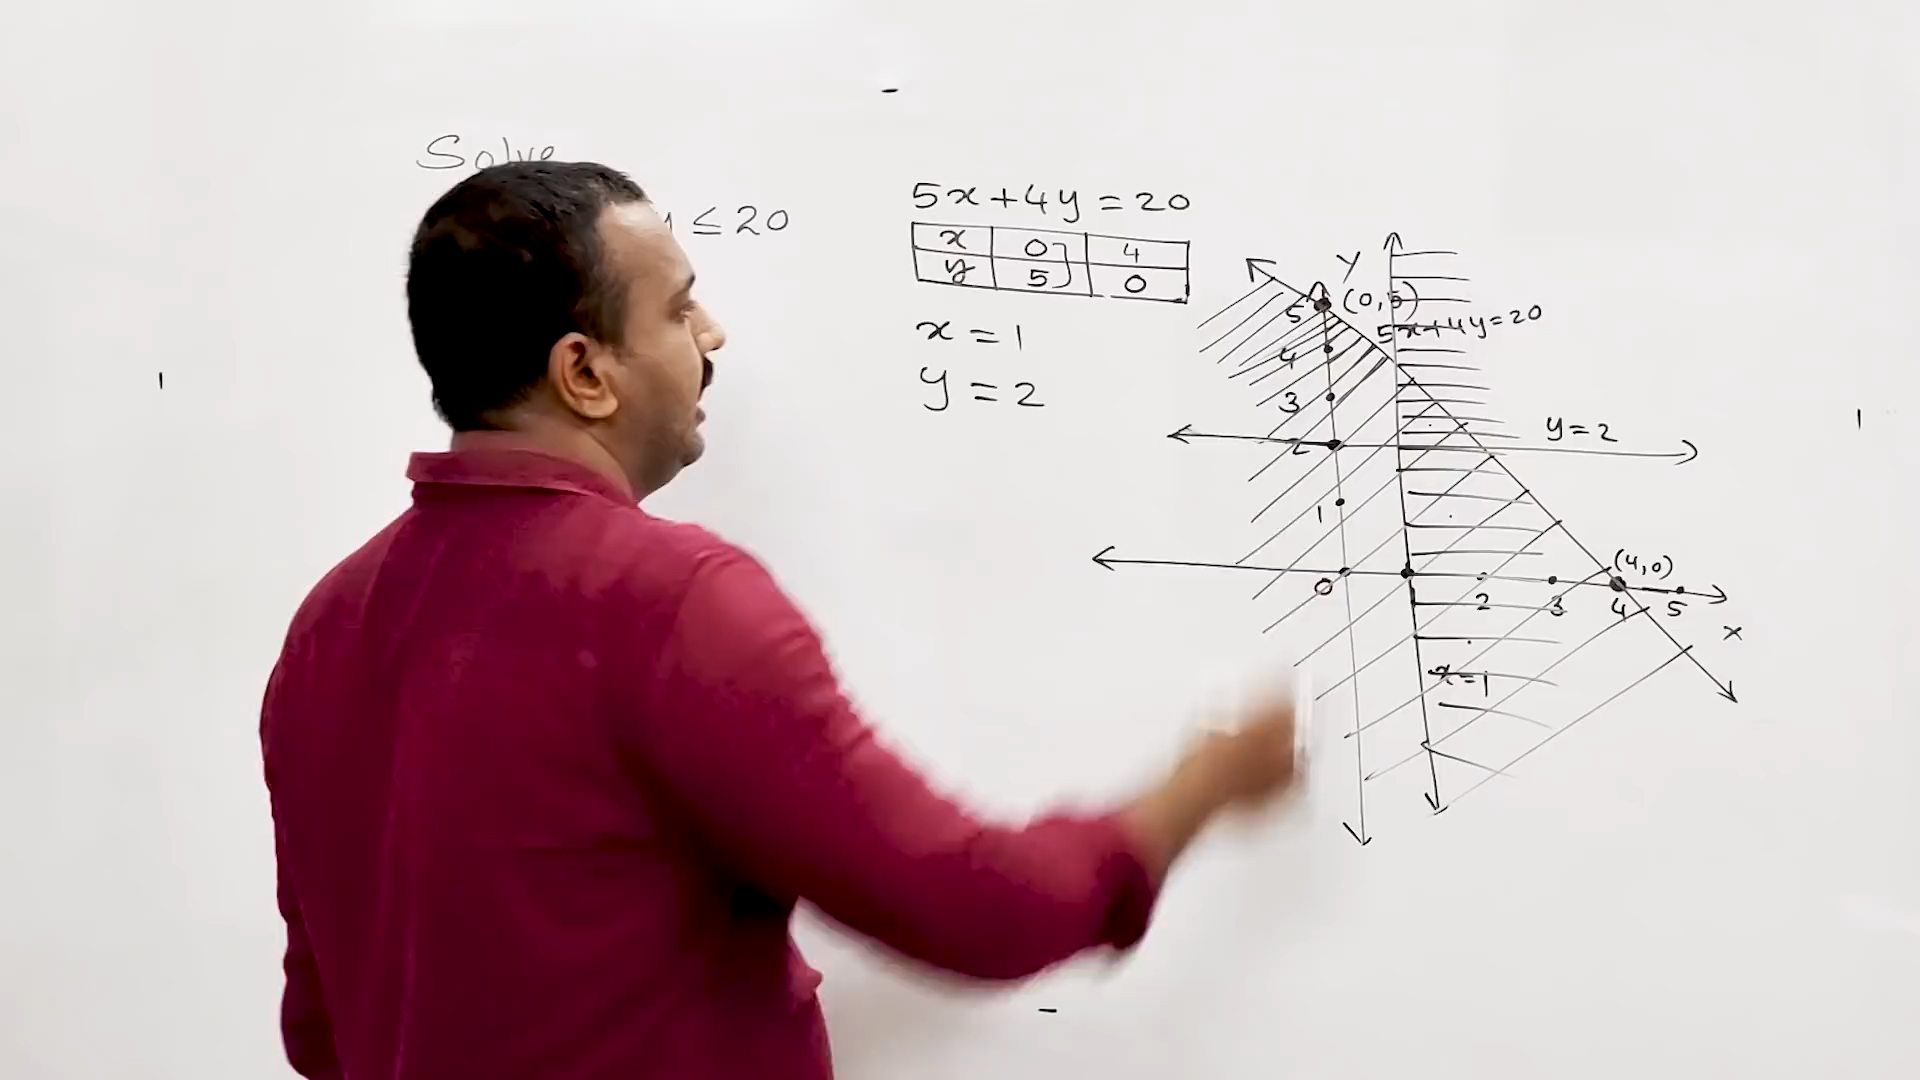 Solve
≤ 20
5x+4y=20
x 0 4
y 5 0
x = 1
y = 2
Y
5 (0,5)
5x+4y=20
4
3
y=2
2
1
(4,0)
0 2 3 4 5
x
x=1